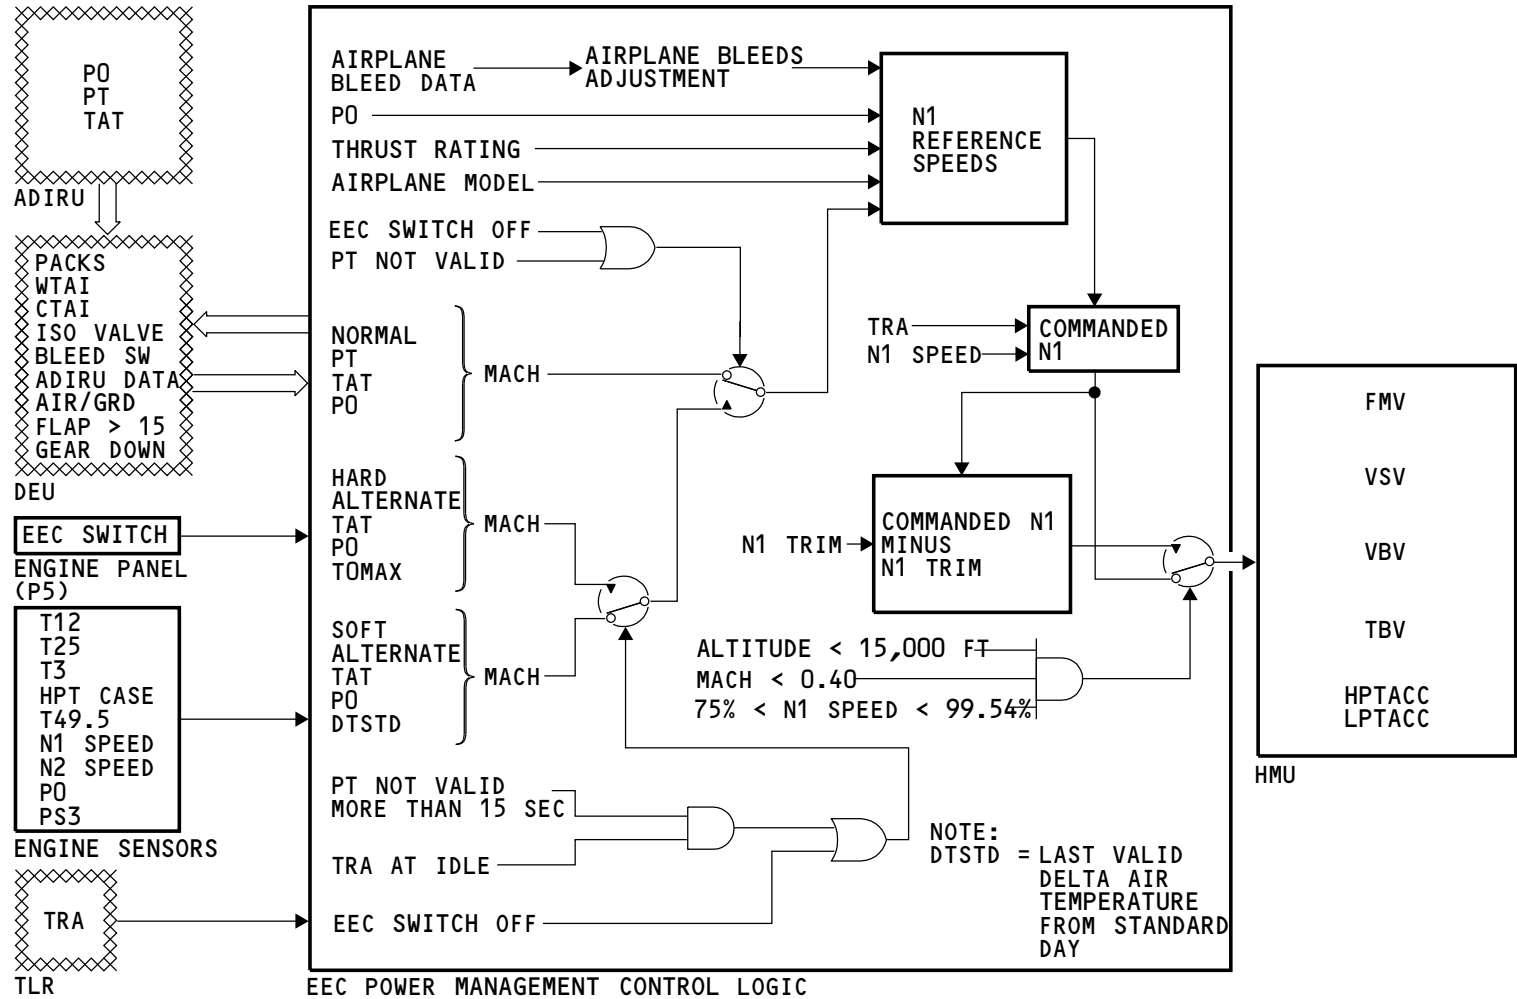 P0
PT
TAT
ADIRU
PACKS
WTAI
CTAI
ISO VALVE
BLEED SW
ADIRU DATA
AIR/GRD
FLAP > 15
GEAR DOWN
DEU
EEC SWITCH
ENGINE PANEL
(P5)
T12
T25
T3
HPT CASE
T49.5
N1 SPEED
N2 SPEED
P0
PS3
ENGINE SENSORS
TRA
TLR
AIRPLANE
BLEED DATA
AIRPLANE BLEEDS
ADJUSTMENT
P0
THRUST RATING
AIRPLANE MODEL
N1
REFERENCE
SPEEDS
EEC SWITCH OFF
PT NOT VALID
NORMAL
PT
TAT
P0
MACH
HARD
ALTERNATE
TAT
P0
TOMAX
MACH
SOFT
ALTERNATE
TAT
P0
DTSTD
MACH
PT NOT VALID
MORE THAN 15 SEC
TRA AT IDLE
EEC SWITCH OFF
TRA
N1 SPEED
COMMANDED
N1
N1 TRIM
COMMANDED N1
MINUS
N1 TRIM
ALTITUDE < 15,000 FT
MACH < 0.40
75% < N1 SPEED < 99.54%
NOTE:
DTSTD = LAST VALID
DELTA AIR
TEMPERATURE
FROM STANDARD
DAY
EEC POWER MANAGEMENT CONTROL LOGIC
FMV
VSV
VBV
TBV
HPTACC
LPTACC
HMU